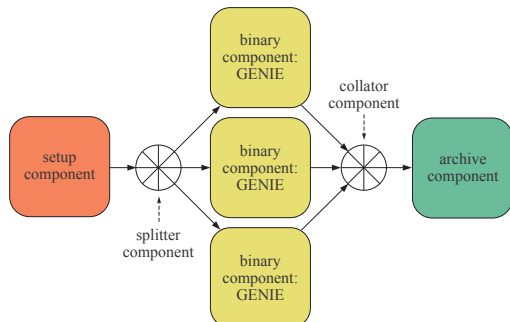 binary
component:
GENIE
collator
component
setup
component
binary
component:
GENIE
archive
component
splitter
component
binary
component:
GENIE